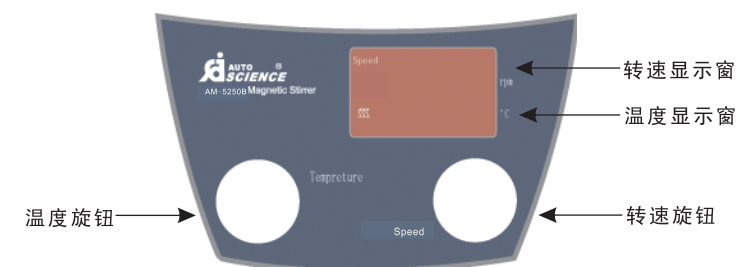 AUTO
SCIENCE ®
AM-5250B Magnetic Stirrer
Speed
rpm
℃
Tempreture
Speed
转速显示窗
温度显示窗
温度旋钮
转速旋钮